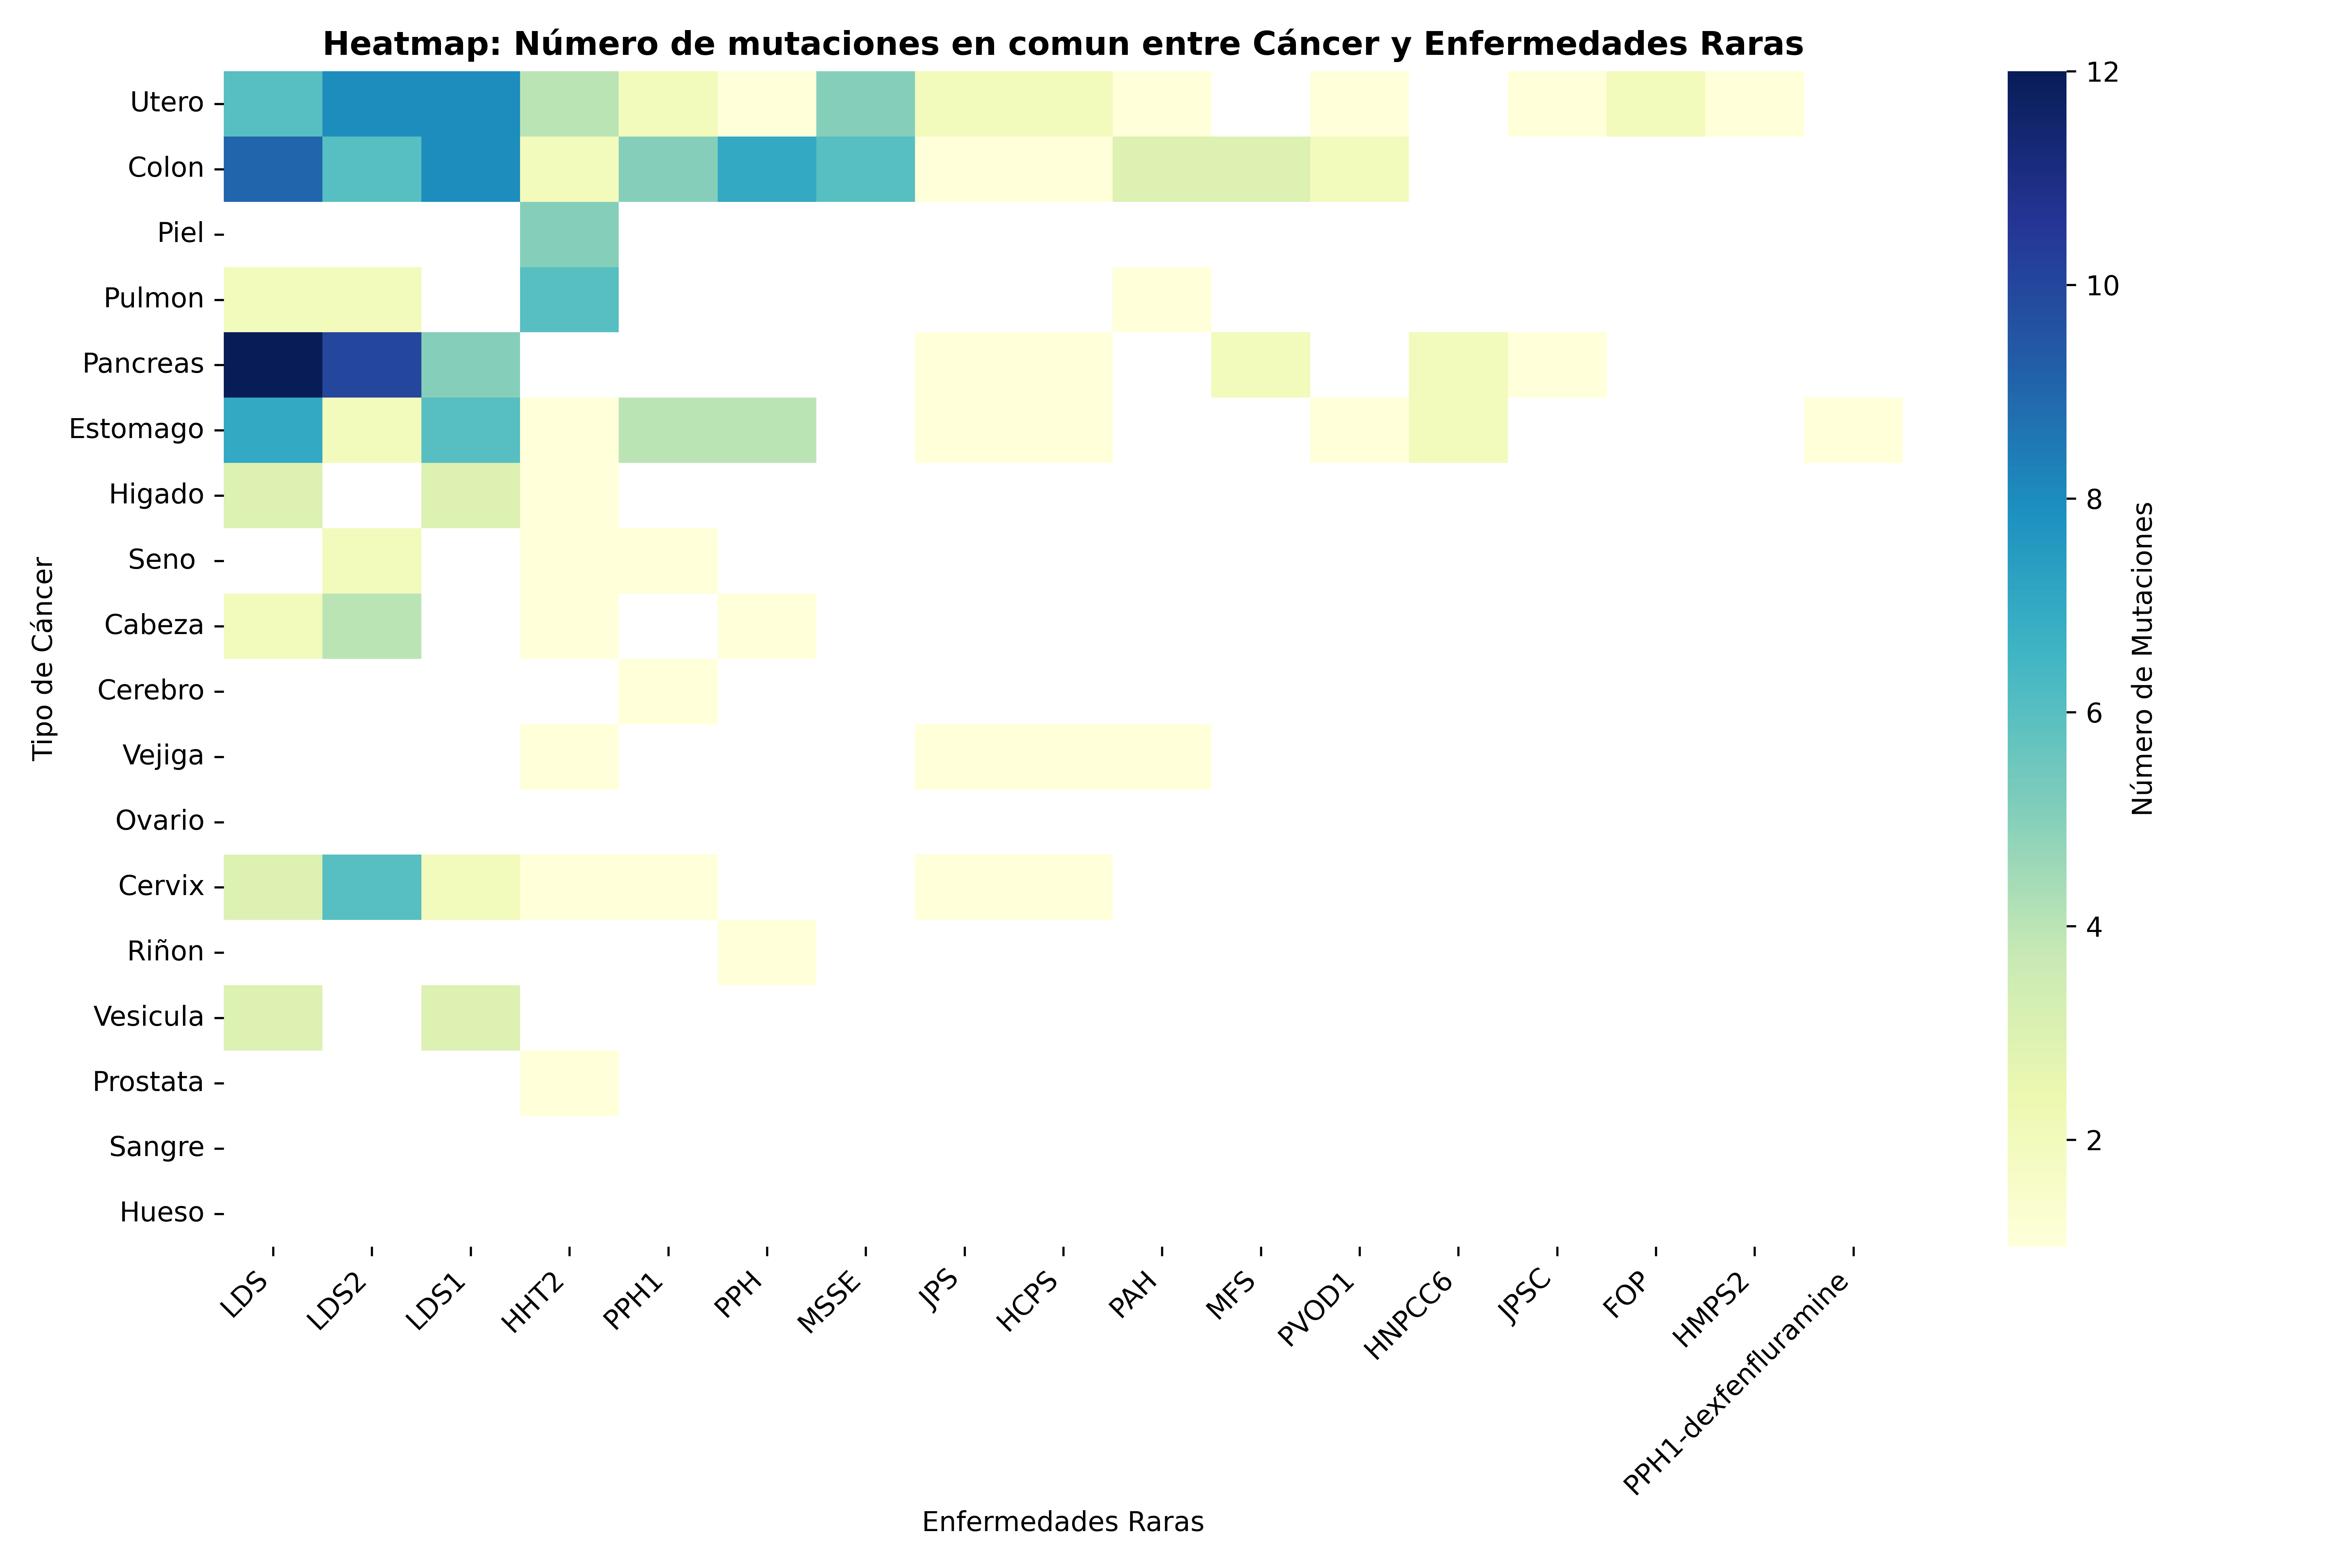 Heatmap: Número de mutaciones en comun entre Cáncer y Enfermedades Raras
Tipo de Cáncer
Utero
Colon
Piel
Pulmon
Pancreas
Estomago
Higado
Seno
Cabeza
Cerebro
Vejiga
Ovario
Cervix
Riñon
Vesicula
Prostata
Sangre
Hueso
LDS
LDS2
LDS1
HHT2
PPH1
PPH
MSSE
JPS
HCPS
PAH
MFS
PVOD1
HNPCC6
JPSC
FOP
HMPS2
PPH1-dexfenfluramine
Enfermedades Raras
12
10
8
6
4
2
Número de Mutaciones